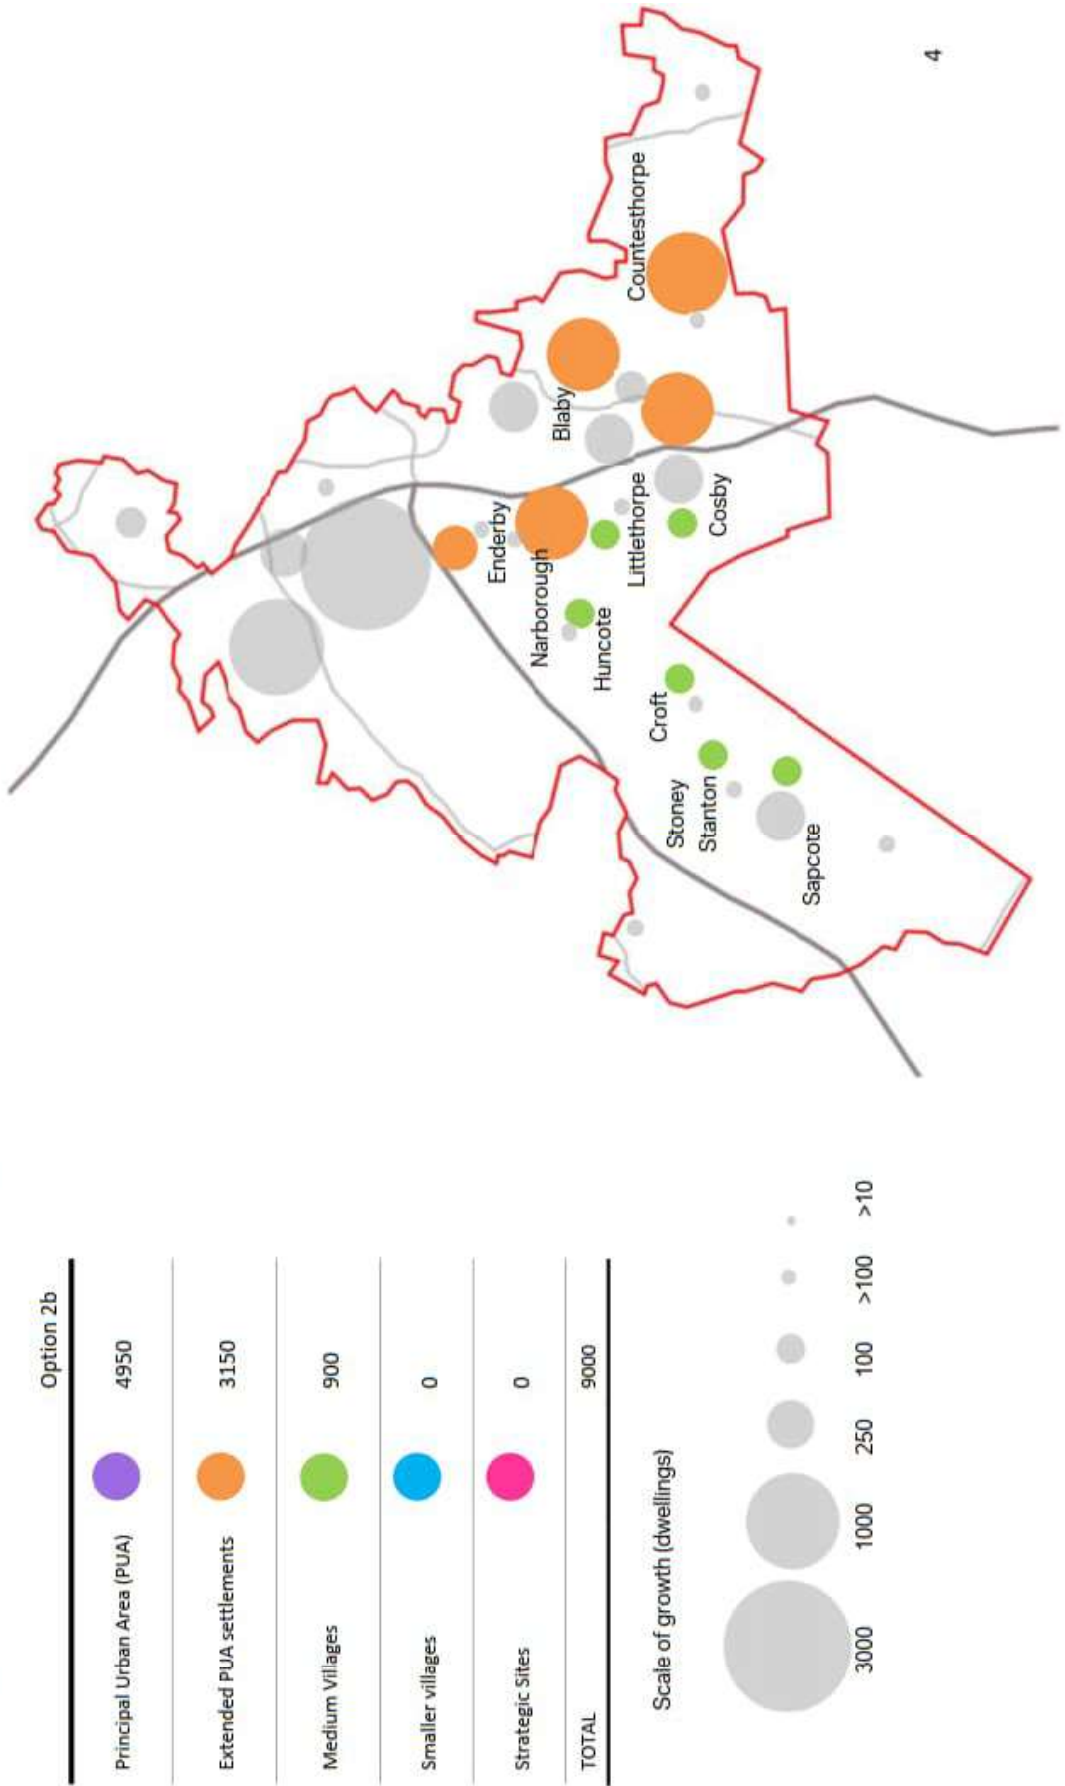 Option 2b
Principal Urban Area (PUA) 4950
Extended PUA settlements 3150
Medium Villages 900
Smaller villages 0
Strategic Sites 0
TOTAL 9000
Scale of growth (dwellings)
3000 1000 250 100 >100 >10
Enderby
Narborough
Huncote
Blaby
Countesthorpe
Littlethorpe
Croft
Cosby
Stoney
Stanton
Sapcote
4